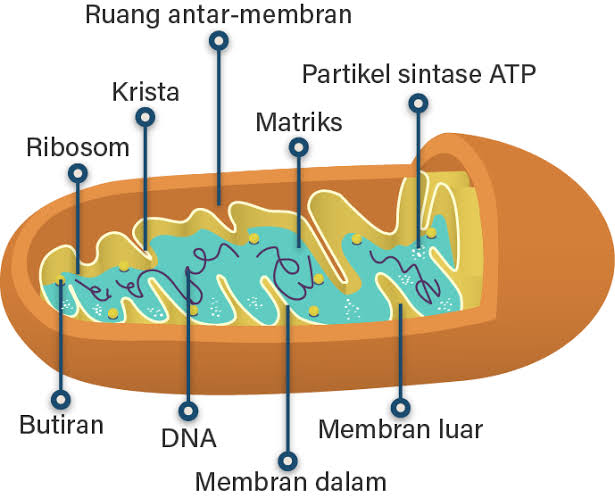 Ruang antar-membran
Partikel sintase ATP
Krista
Matriks
Ribosom
Butiran
DNA
Membran luar
Membran dalam